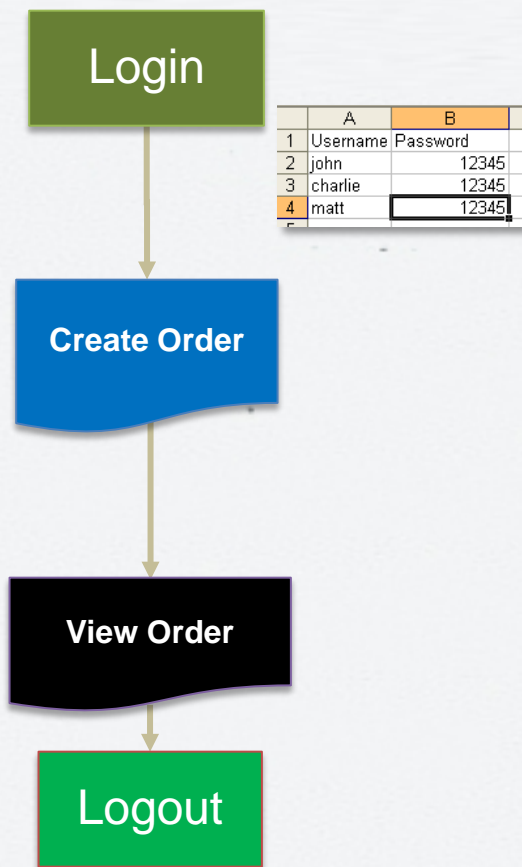 Login
A B
1 Username Password
2 john 12345
3 charlie 12345
4 matt 12345
Create Order
View Order
Logout